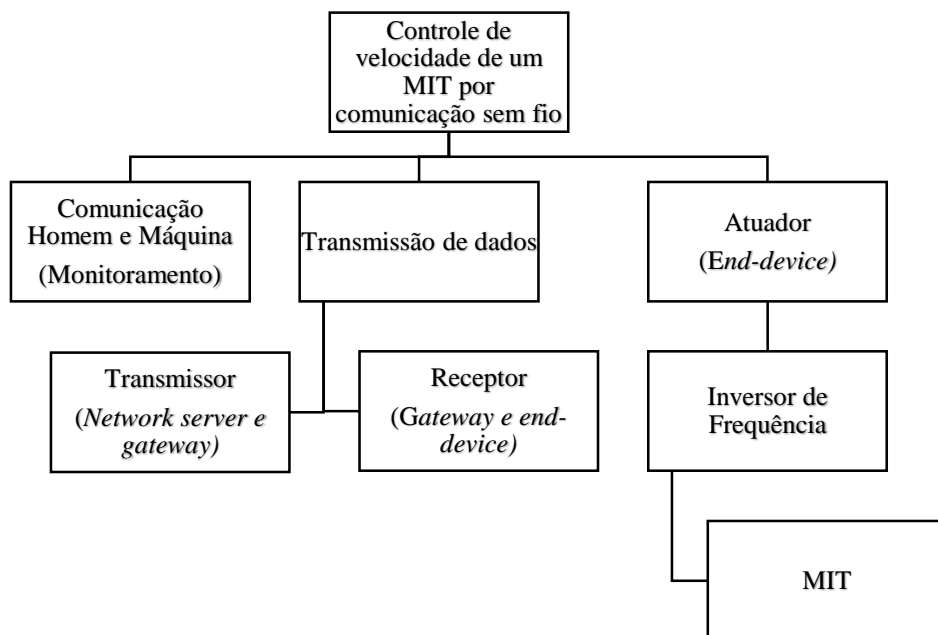 Controle de
velocidade de um
MIT por
comunicação sem fio
Comunicação
Homem e Máquina
(Monitoramento)
Transmissão de dados
Atuador
(End-device)
Transmissor
(Network server e
gateway)
Receptor
(Gateway e end-
device)
Inversor de
Frequência
MIT